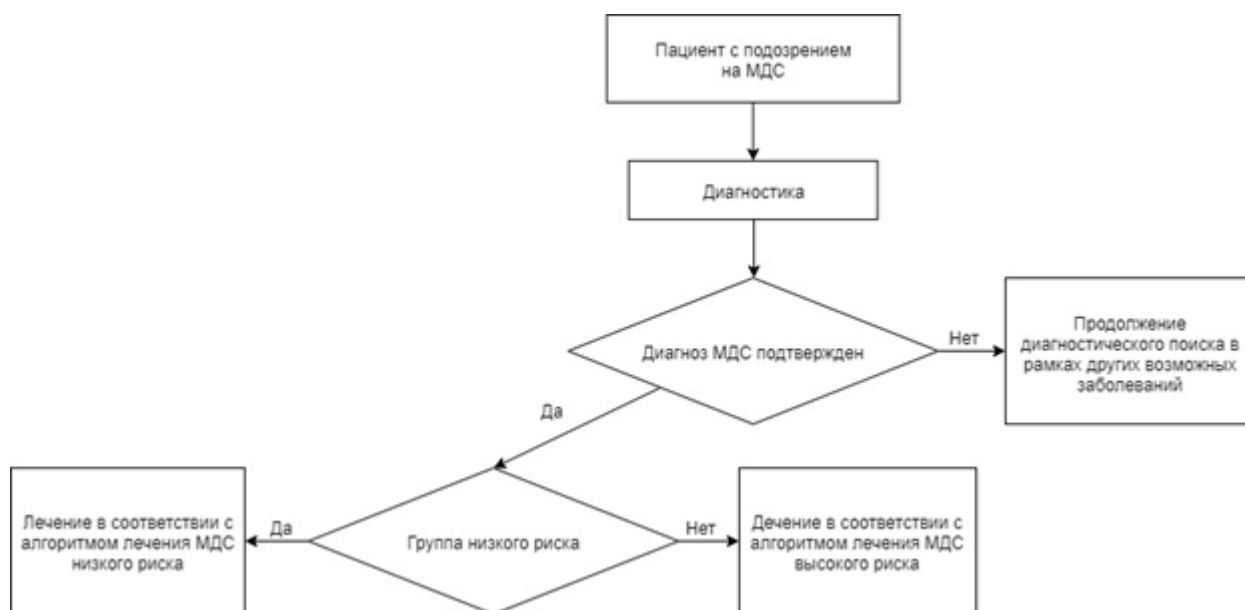 Пациент с подозрением
на МДС
Диагностика
Диагноз МДС подтвержден
Нет
Продолжение
диагностического поиска в
рамках других возможных
заболеваний
Да
Лечение в соответствии с
алгоритмом лечения МДС
низкого риска
Да
Группа низкого риска
Нет
Дечение в соответствии с
алгоритмом лечения МДС
высокого риска